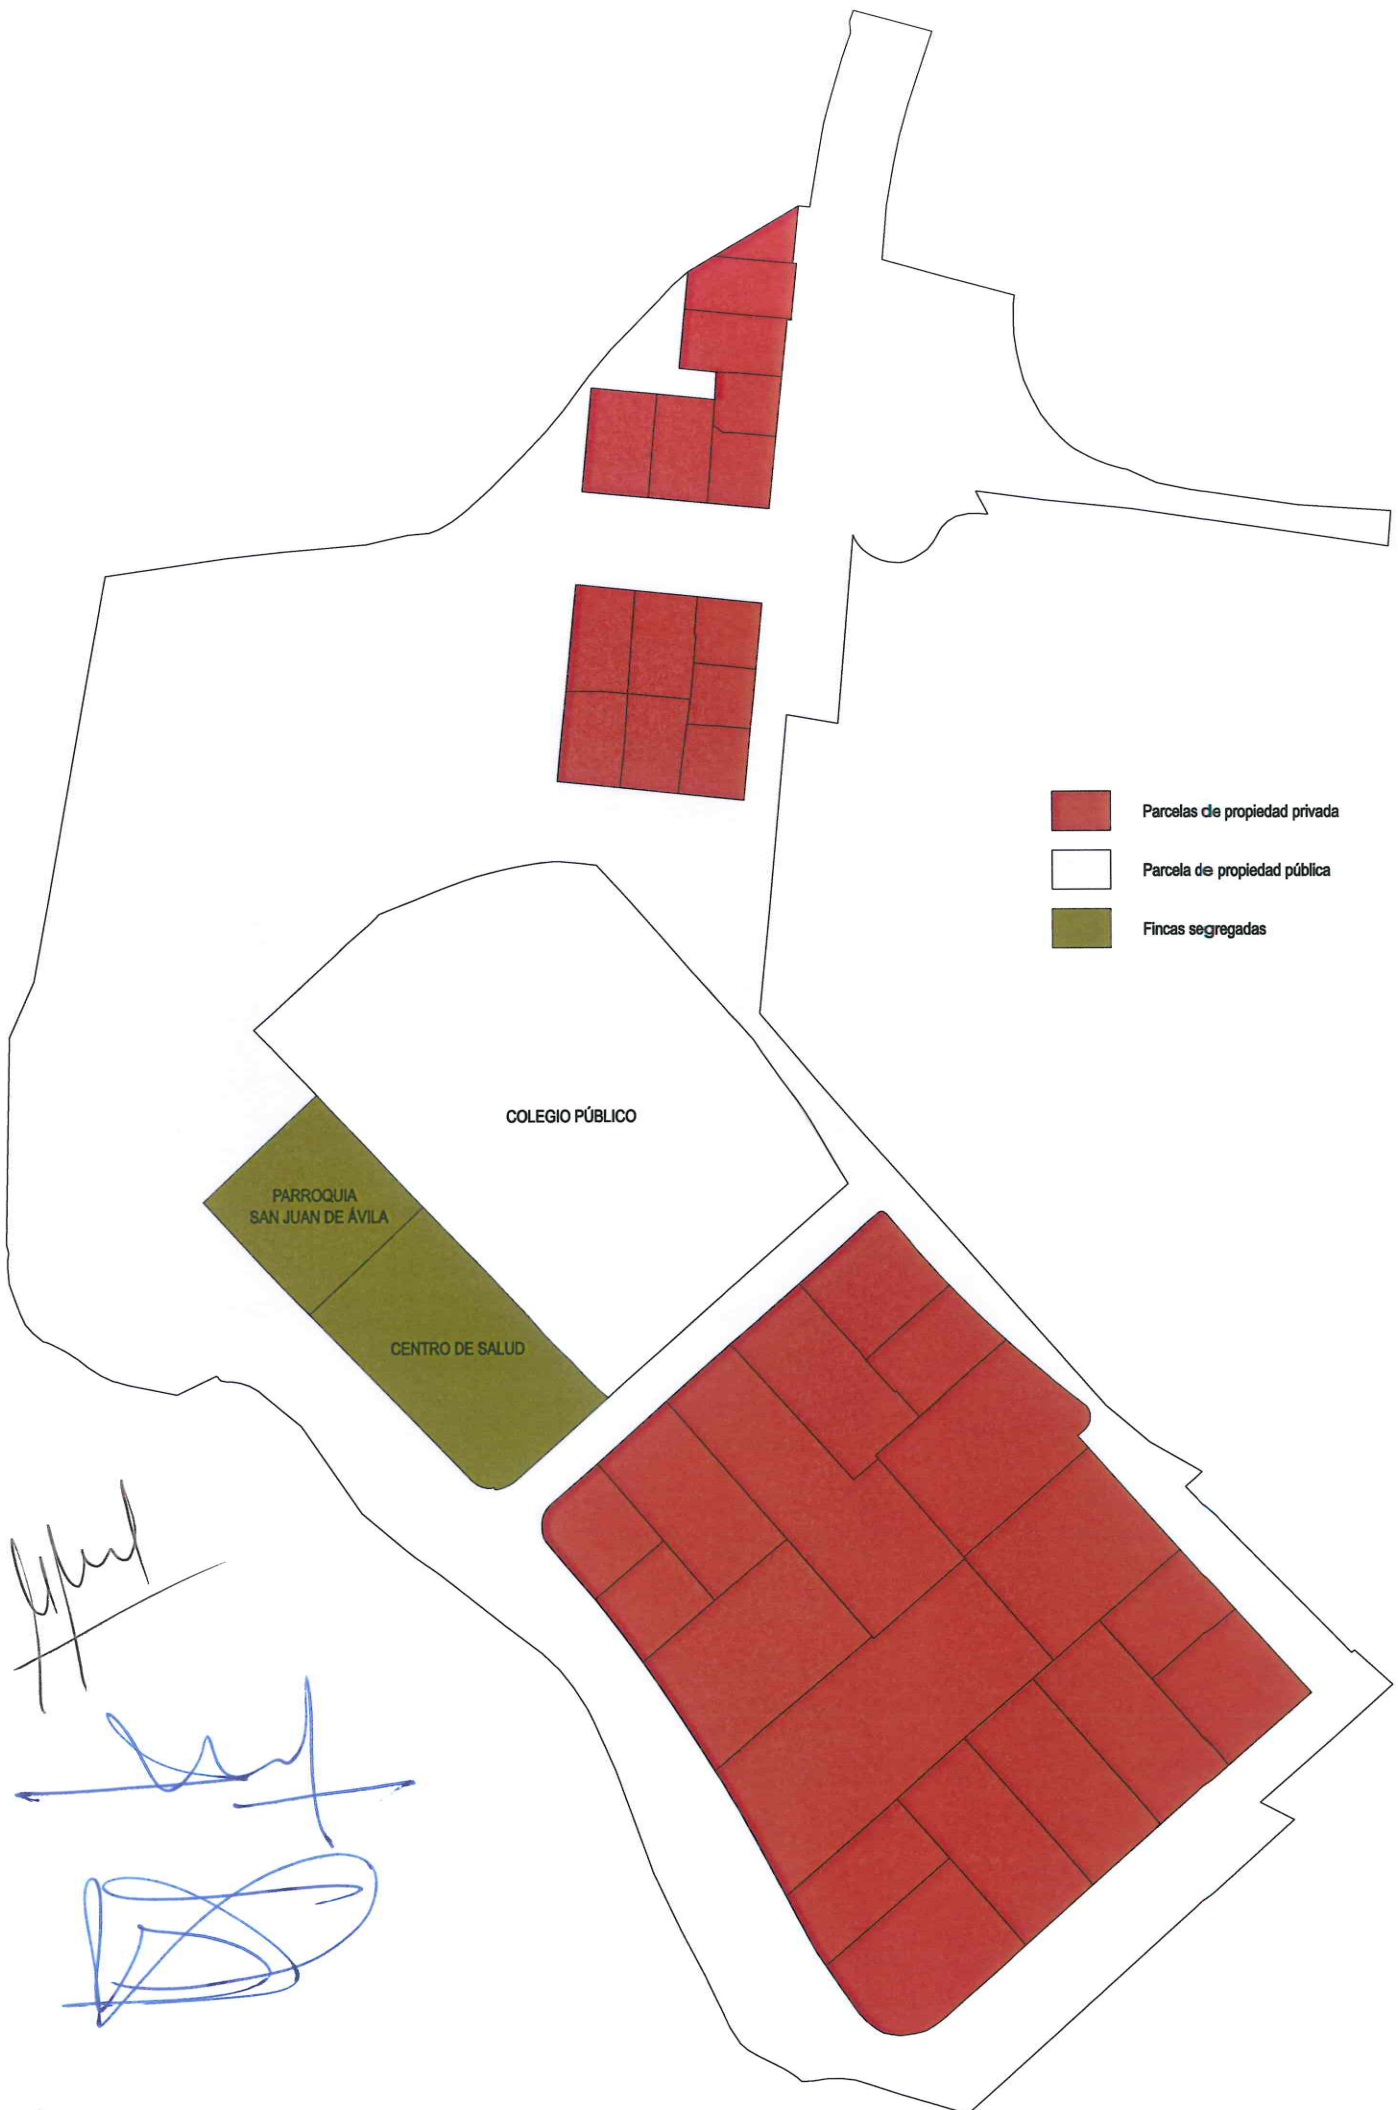 Parcelas de propiedad privada
Parcela de propiedad pública
Fincas segregadas
COLEGIO PÚBLICO
PARROQUIA
SAN JUAN DE ÁVILA
CENTRO DE SALUD